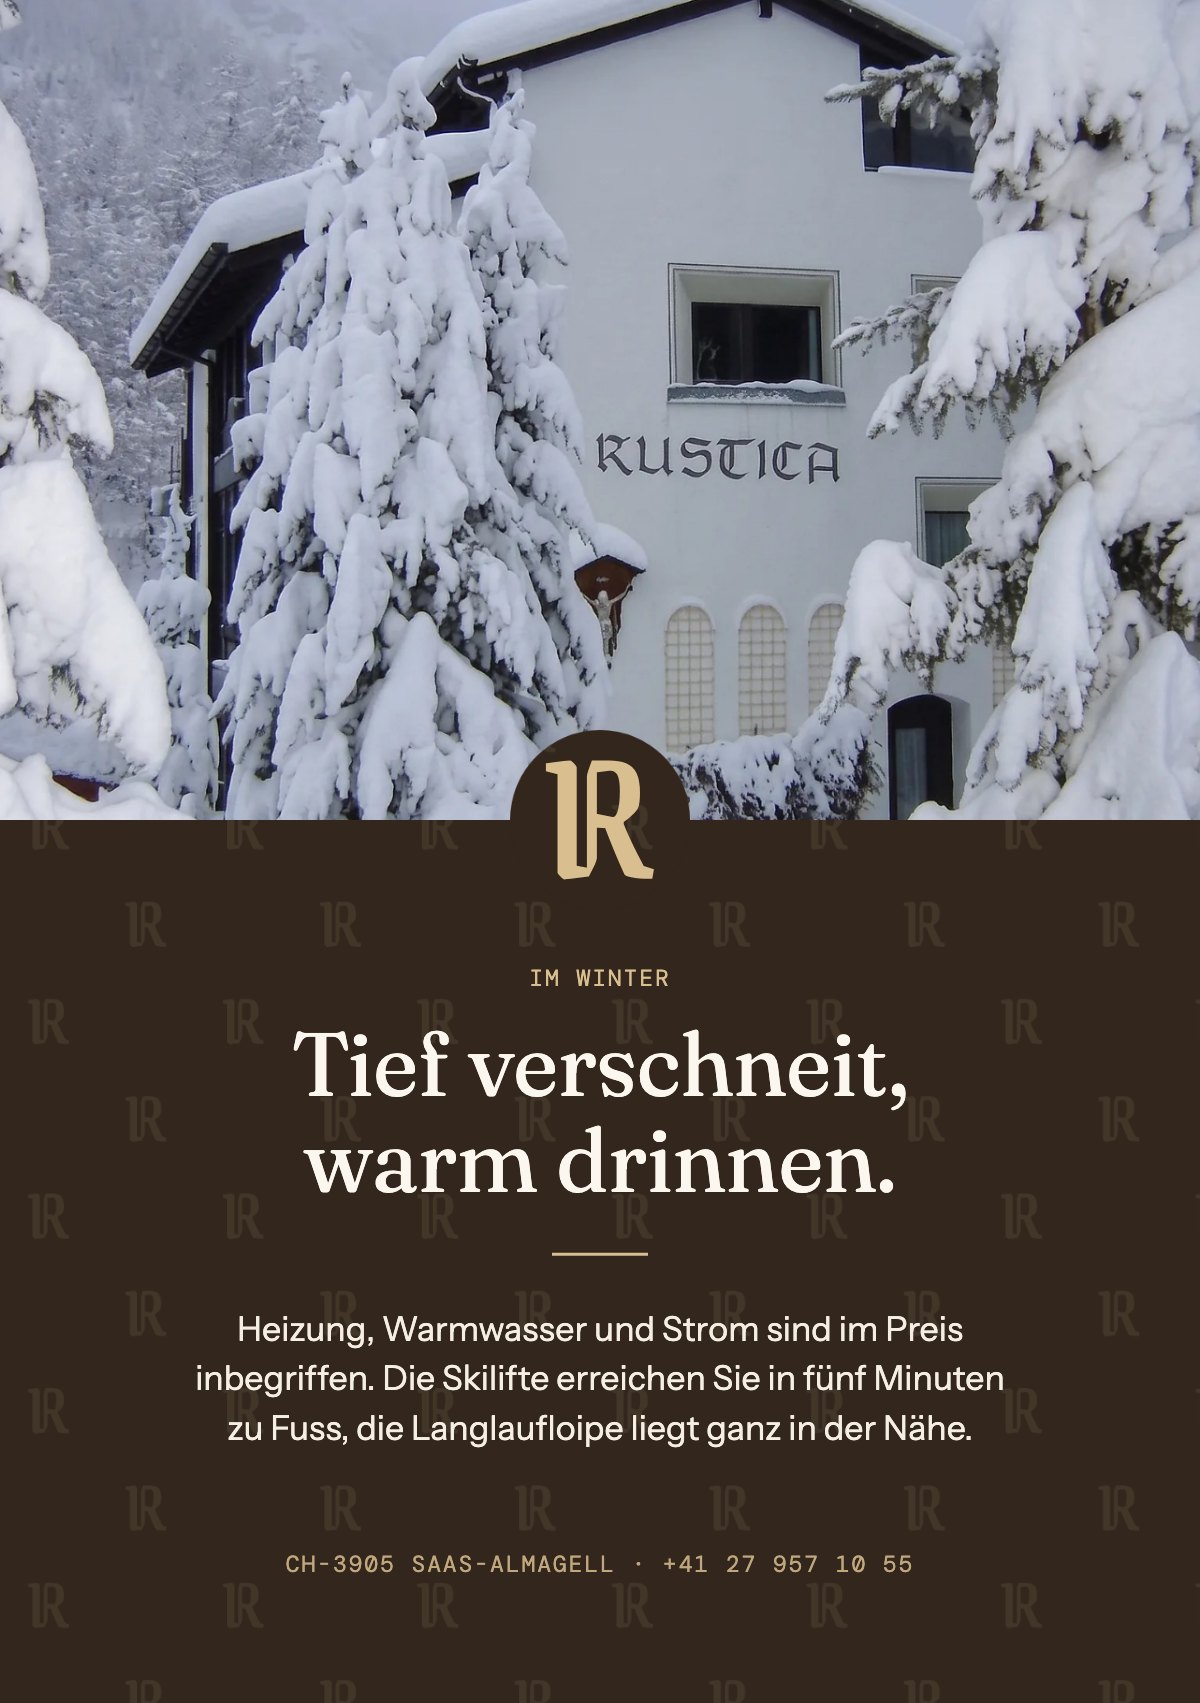 RUSTICA
R
IM WINTER
Tief verschneit,
warm drinnen.
Heizung, Warmwasser und Strom sind im Preis
inbegriffen. Die Skilifte erreichen Sie in fünf Minuten
zu Fuss, die Langlaufloipe liegt ganz in der Nähe.
CH-3905 SAAS-ALMAGELL · +41 27 957 10 55